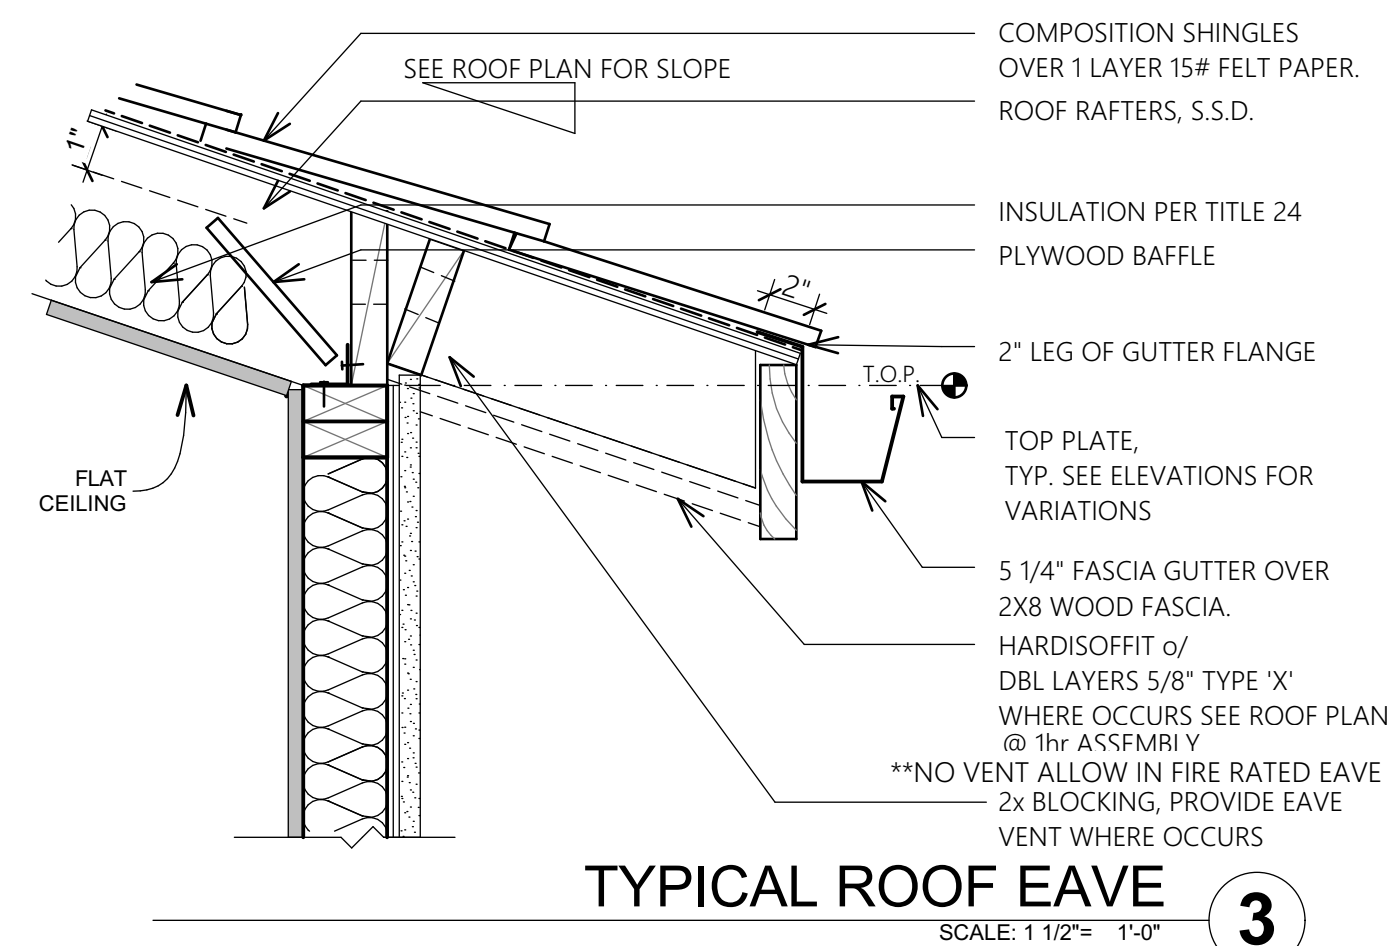 COMPOSITION SHINGLES
OVER 1 LAYER 15# FELT PAPER.
SEE ROOF PLAN FOR SLOPE
ROOF RAFTERS, S.S.D.
1"
INSULATION PER TITLE 24
PLYWOOD BAFFLE
2"
2" LEG OF GUTTER FLANGE
T.O.P.
TOP PLATE,
TYP. SEE ELEVATIONS FOR
VARIATIONS
FLAT
CEILING
5 1/4" FASCIA GUTTER OVER
2X8 WOOD FASCIA.
HARDISOFFIT o/
DBL LAYERS 5/8" TYPE 'X'
WHERE OCCURS SEE ROOF PLAN
@ 1hr ASSEMBLY
**NO VENT ALLOW IN FIRE RATED EAVE
2x BLOCKING, PROVIDE EAVE
VENT WHERE OCCURS
TYPICAL ROOF EAVE
SCALE: 1 1/2"= 1'-0"
3